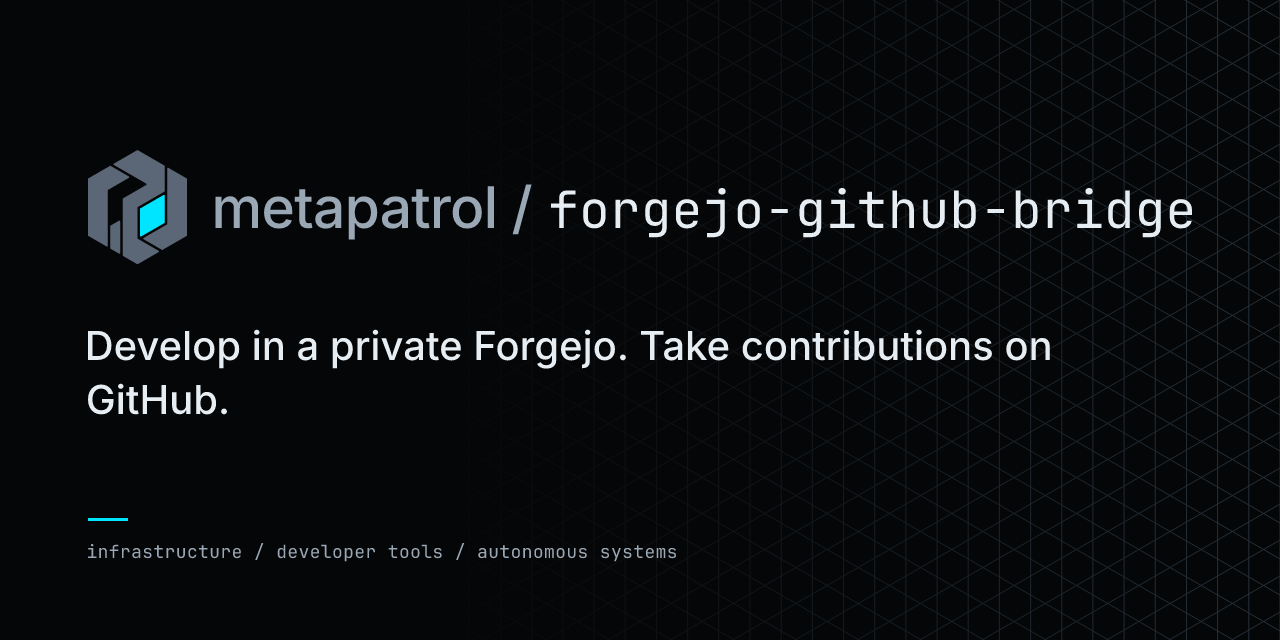 metapatrol / forgejo-github-bridge
Develop in a private Forgejo. Take contributions on
GitHub.
infrastructure / developer tools / autonomous systems